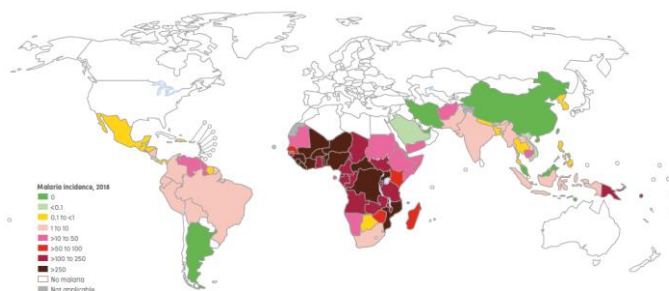 Malaria incidence, 2018
0
<0.1
0.1 to <1
1 to 10
>10 to 50
>50 to 100
>100 to 250
>250
No malaria
Not applicable